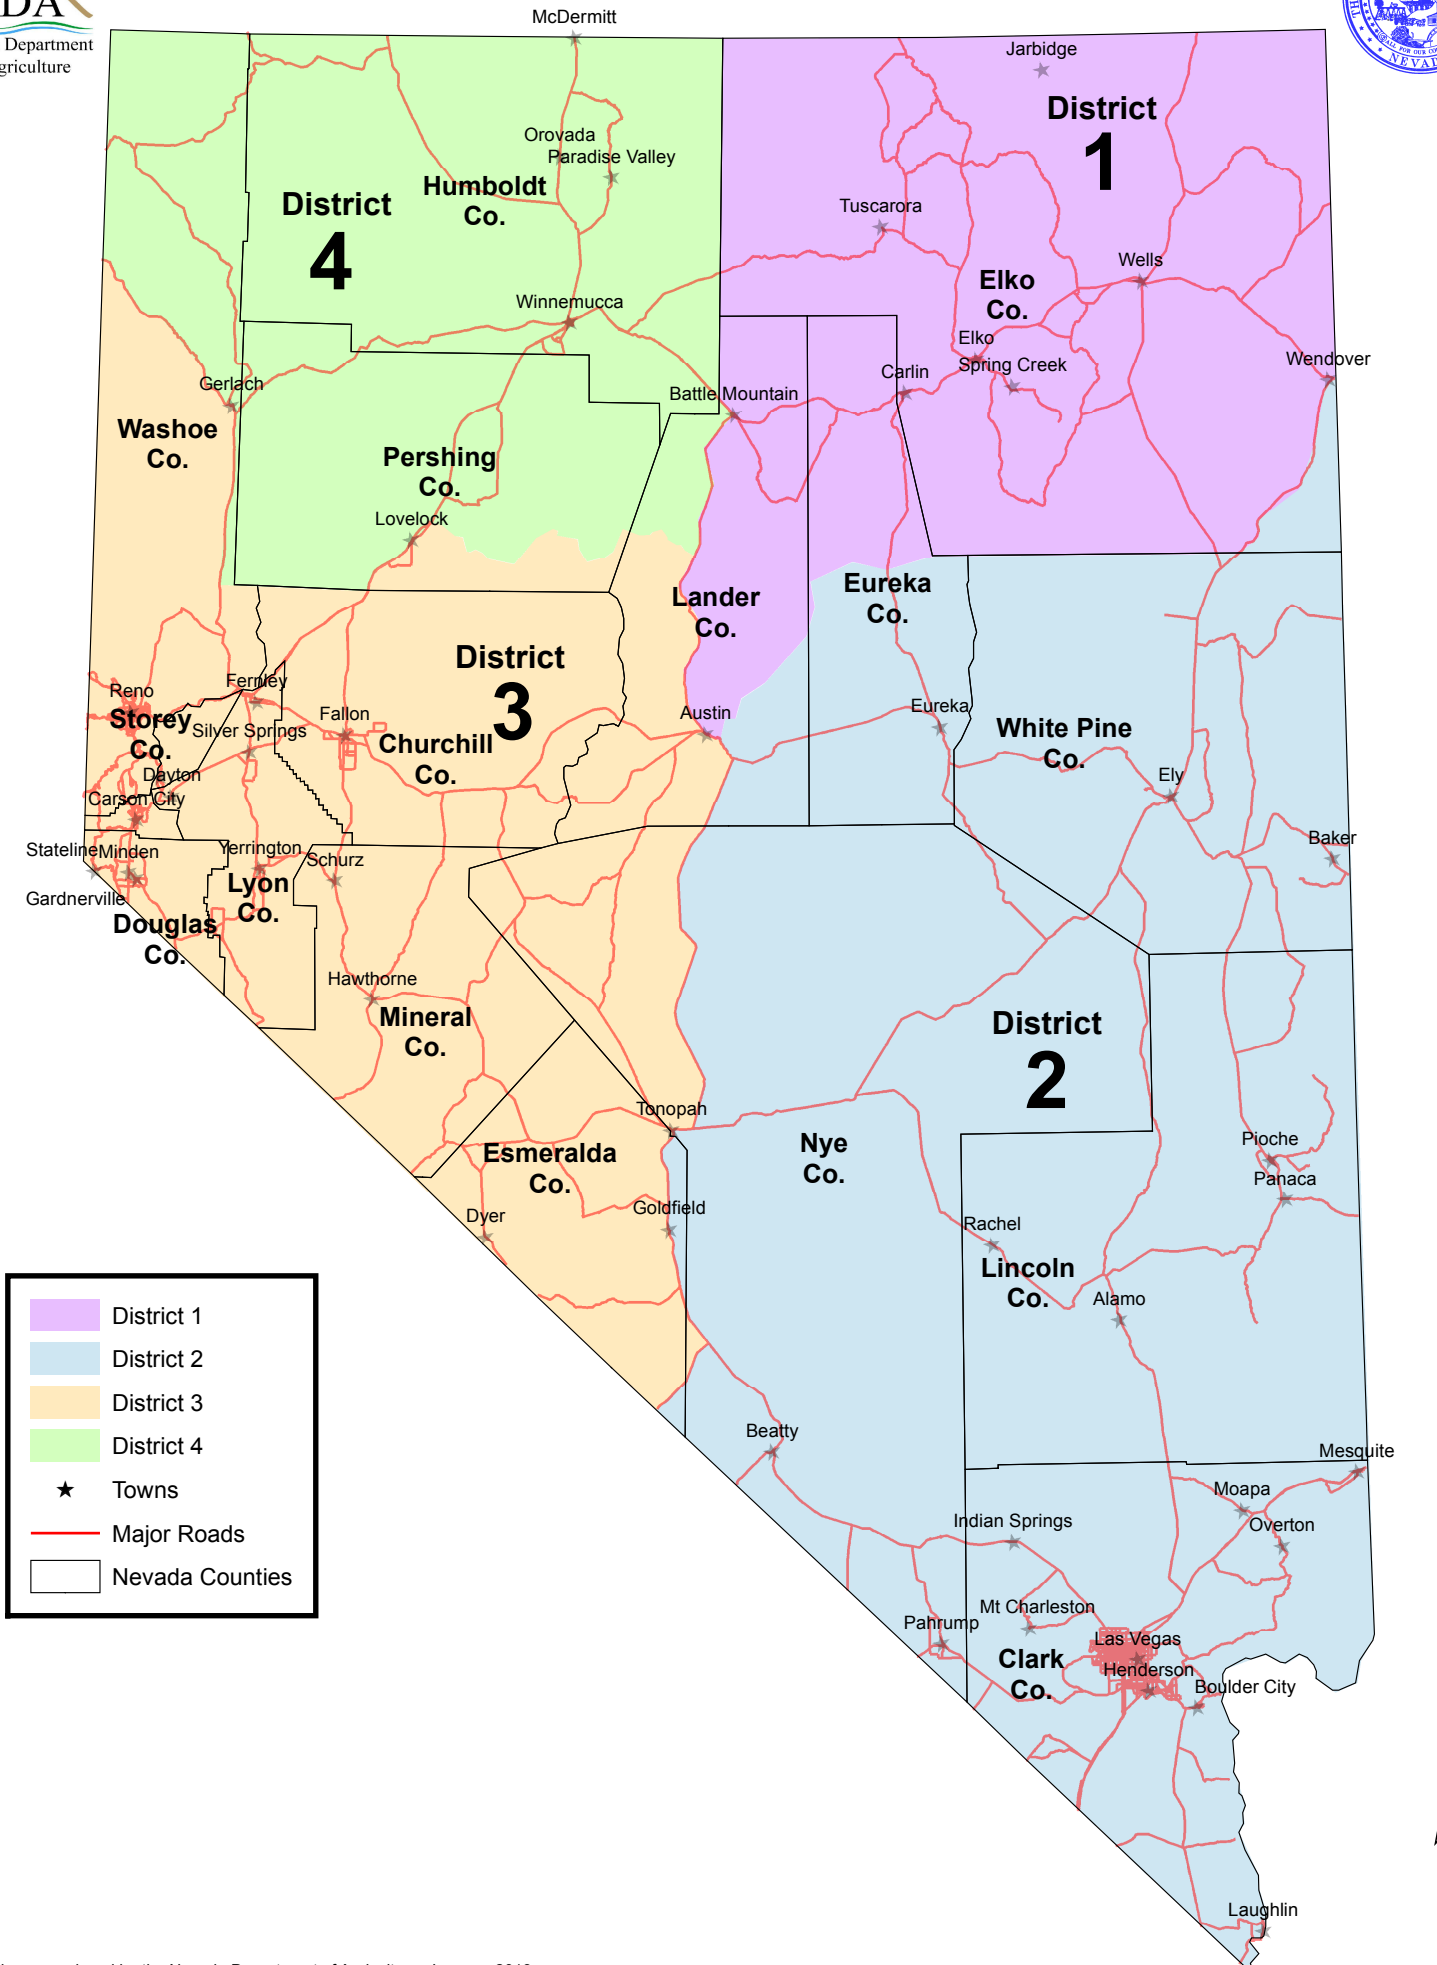 DA
Department
griculture
NEVAD
McDermitt
Jarbidge
District
1
Orovada
Paradise Valley
Humboldt
Co.
District
4
Tuscarora
Wells
Elko
Co.
Winnemucca
Elko
Spring Creek
Wendover
Carlin
Gerlach
Battle Mountain
Washoe
Co.
Pershing
Co.
Lovelock
Eureka
Co.
Lander
Co.
District
3
Fernley
Reno
Storey
Co.
Silver Springs
Fallon
Churchill
Co.
Austin
Eureka
White Pine
Co.
Dayton
Ely
Carson City
Stateline
Minden
Yerrington
Schurz
Baker
Gardnerville
Lyon
Co.
Douglas
Co.
Hawthorne
Mineral
Co.
District
2
Tonopah
Esmeralda
Co.
Nye
Co.
Pioche
Panaca
Dyer
Goldfield
Rachel
Lincoln
Co.
Alamo
District 1
District 2
District 3
District 4
Towns
Major Roads
Nevada Counties
Beatty
Mesquite
Moapa
Indian Springs
Overton
Mt Charleston
Pahrump
Las Vegas
Clark
Co.
Henderson
Boulder City
Laughlin